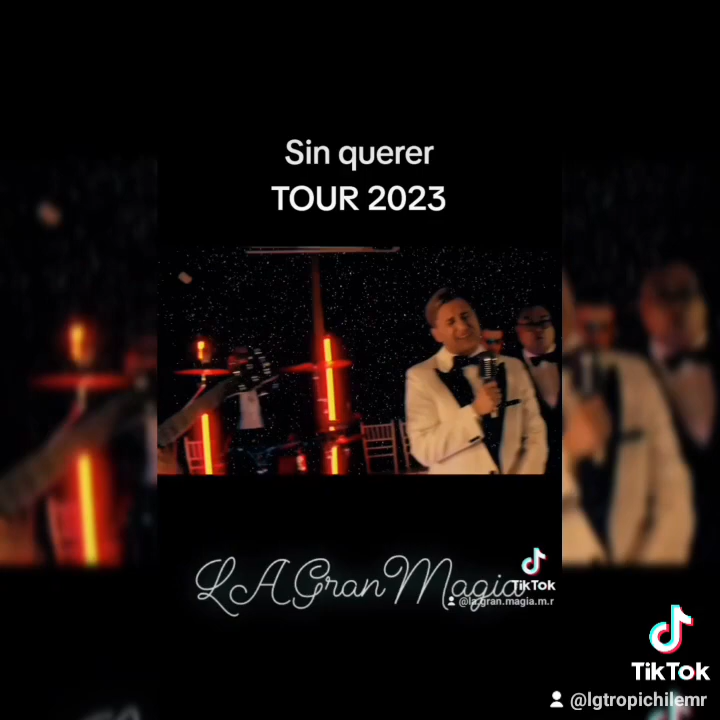 Sin querer
TOUR 2023
LA Gran Magia
TikTok
@la.gran.magia.m.r
TikTok
@lgtropichilemr